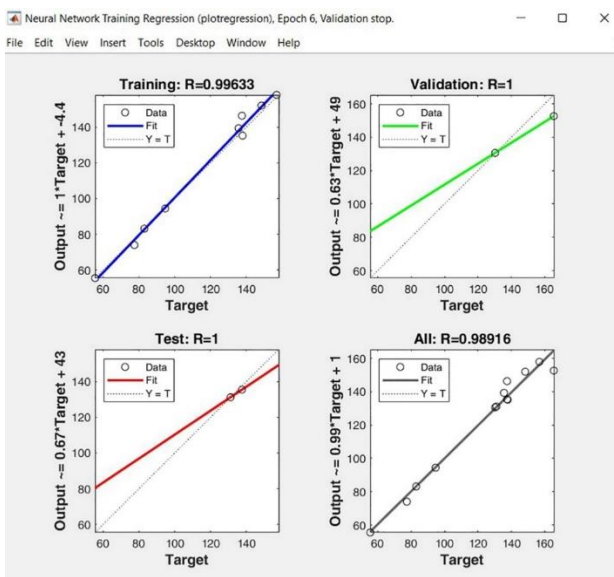 Neural Network Training Regression (plotregression), Epoch 6, Validation stop.
File Edit View Insert Tools Desktop Window Help
Training: R=0.99633
Output ~= 1*Target + -4.4
Data
Fit
Y = T
140
120
100
80
60
60 80 100 120 140
Target
Validation: R=1
Output ~= 0.63*Target + 49
Data
Fit
Y = T
160
140
120
100
80
60
60 80 100 120 140 160
Target
Test: R=1
Output ~= 0.67*Target + 43
Data
Fit
Y = T
140
120
100
80
60
60 80 100 120 140
Target
All: R=0.98916
Output ~= 0.99*Target + 1
Data
Fit
Y = T
160
140
120
100
80
60
60 80 100 120 140 160
Target